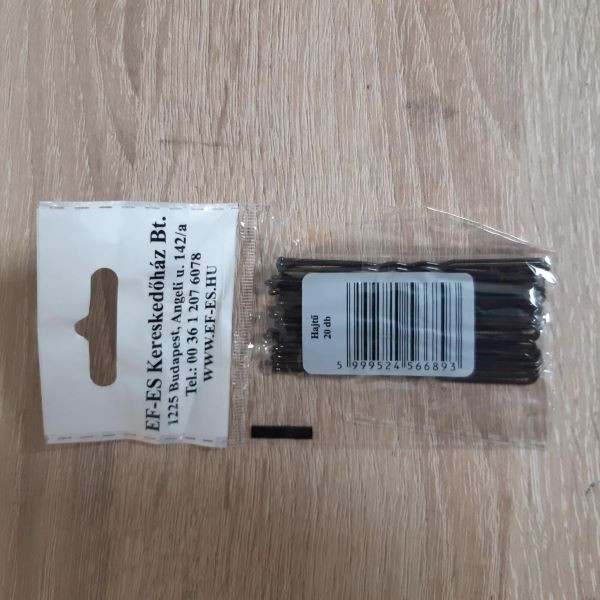 EF-ES Kereskedőház Bt.
1225 Budapest, Angeli u. 142/a
Tel.: 00 36 1 207 6078
WWW.EF-ES.HU
Hajtű
20 db
5 999524 566893